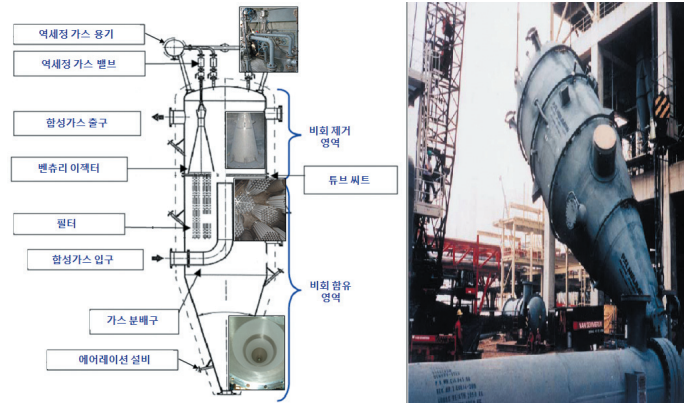 역세정 가스 용기
역세정 가스 밸브
합성가스 출구
비회 제거
영역
벤츄리 이젝터
튜브 씨트
필터
합성가스 입구
비회 함유
영역
가스 분배구
에어레이션 설비